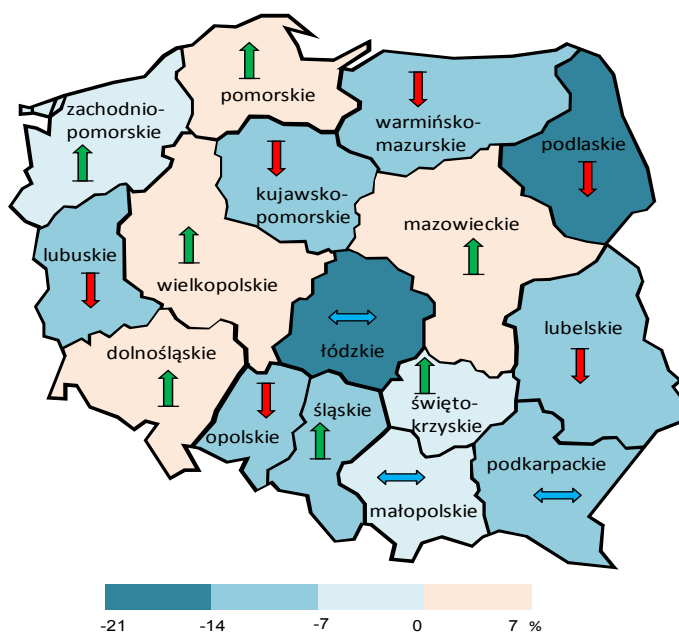 pomorskie
zachodnio-
pomorskie
warmińsko-
mazurskie
podlaskie
kujawsko-
pomorskie
mazowieckie
lubuskie
wielkopolskie
łódzkie
lubelskie
dolnośląskie
opolskie
śląskie
święto-
krzyskie
małopolskie
podkarpackie
-21 -14 -7 0 7 %